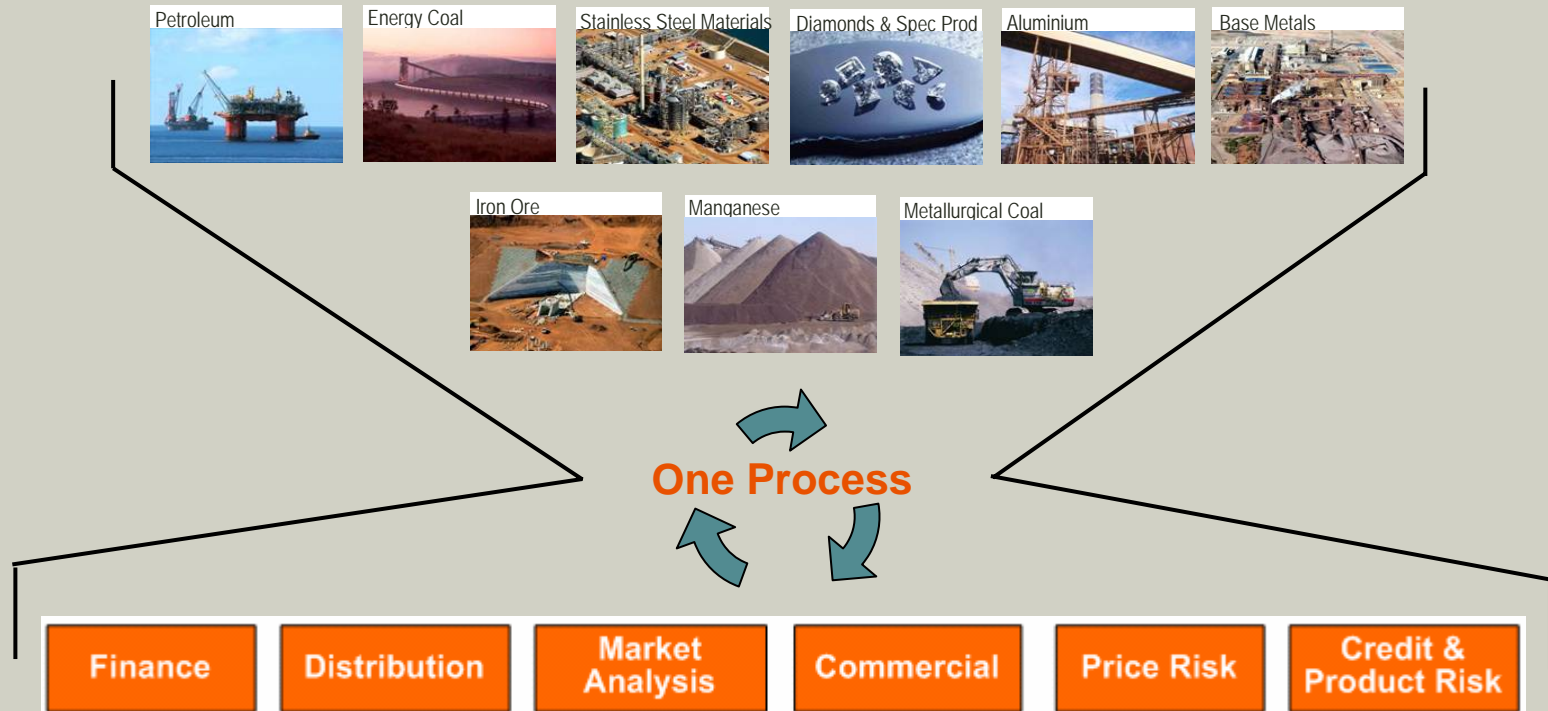 Petroleum
Energy Coal
Stainless Steel Materials
Diamonds & Spec Prod
Aluminium
Base Metals
Iron Ore
Manganese
Metallurgical Coal
One Process
Finance
Distribution
Market
Analysis
Commercial
Price Risk
Credit &
Product Risk